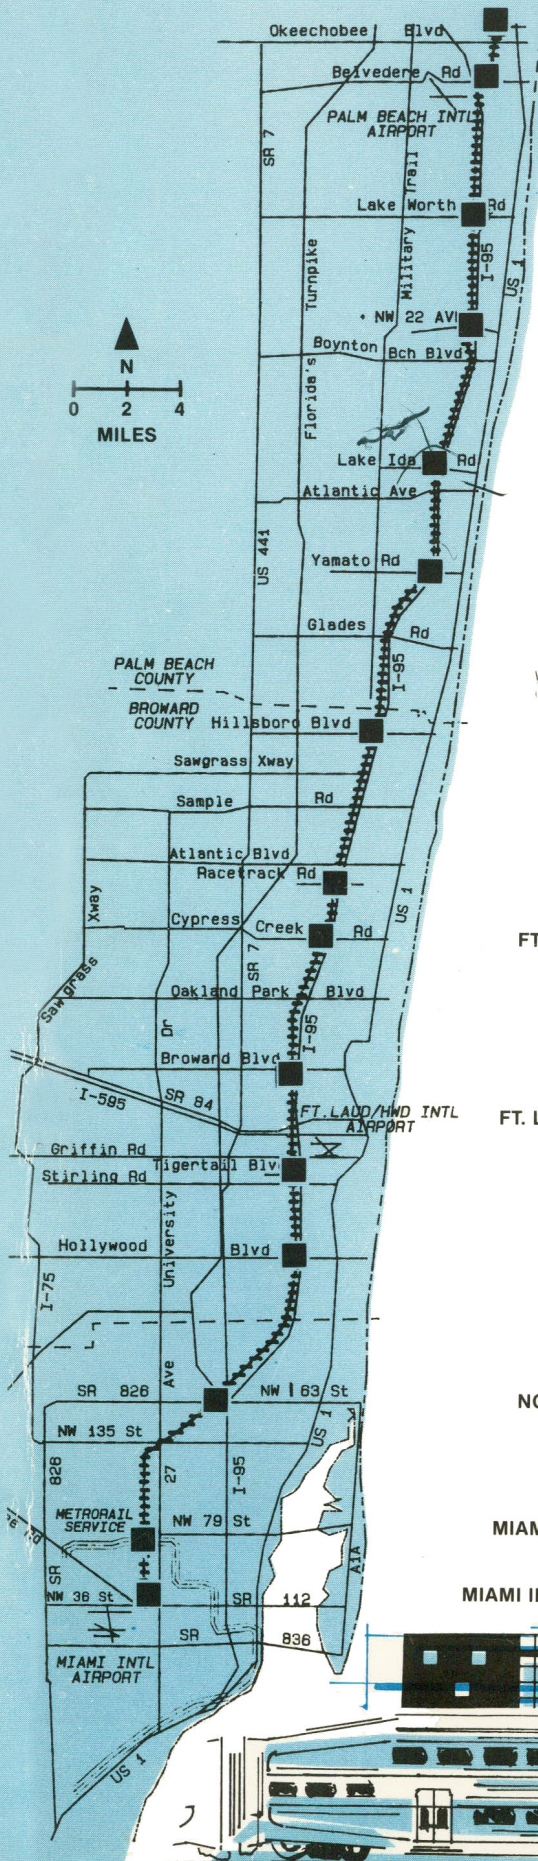 Okeechobee Blvd
Belvedere Rd
PALM BEACH INTL
AIRPORT
SR 7
Military Trail
Lake Worth Rd
Florida's Turnpike
I-95
US 1
NW 22 AV
N
0 2 4
MILES
Boynton Bch Blvd
Lake Ida Rd
Atlantic Ave
US 441
Yamato Rd
Glades Rd
I-95
PALM BEACH
COUNTY
BROWARD
COUNTY
Hillsboro Blvd
Sawgrass Xway
Sample Rd
Atlantic Blvd
Racetrack Rd
US 1
Cypress Creek Rd
SR 7
FT
Sawgrass Xway
Oakland Park Blvd
I-95
Broward Blvd
I-595
SR 84
FT.LAUD/HWD INTL
AIRPORT
FT. L
Griffin Rd
Tigertail Blv
Stirling Rd
University Dr
Hollywood Blvd
I-75
SR 826
NW 163 St
NO
NW 135 St
US 1
826
SR
27 Ave
I-95
METRORAIL
SERVICE
NW 79 St
MIAM
A1A
NW 36 St
SR 112
MIAMI I
SR 836
MIAMI INTL
AIRPORT
US 1